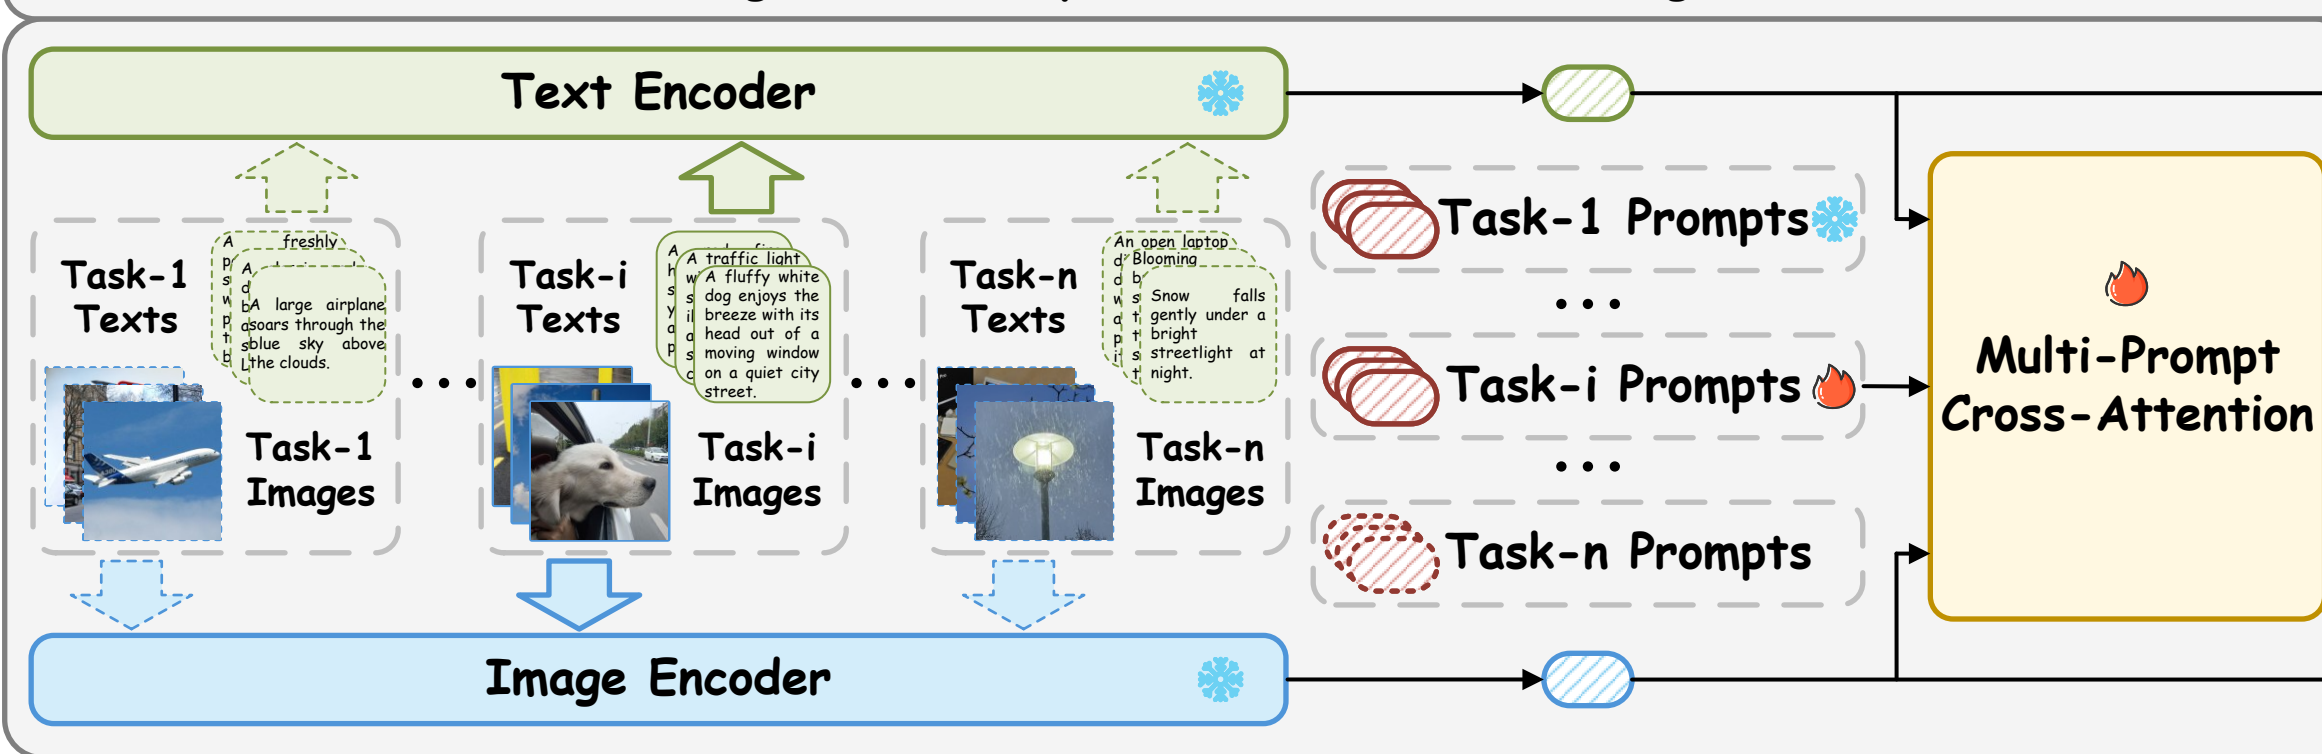 Text Encoder
Task-1
Texts
A freshly
A large airplane
soars through the
blue sky above
the clouds.
Task-1
Images
Task-i
Texts
A traffic light
A fluffy white
dog enjoys the
breeze with its
head out of a
moving window
on a quiet city
street.
Task-i
Images
Task-n
Texts
An open laptop
Blooming
Snow falls
gently under a
bright
streetlight at
night.
Task-n
Images
Image Encoder
Task-1 Prompts
...
Task-i Prompts
...
Task-n Prompts
Multi-Prompt
Cross-Attention